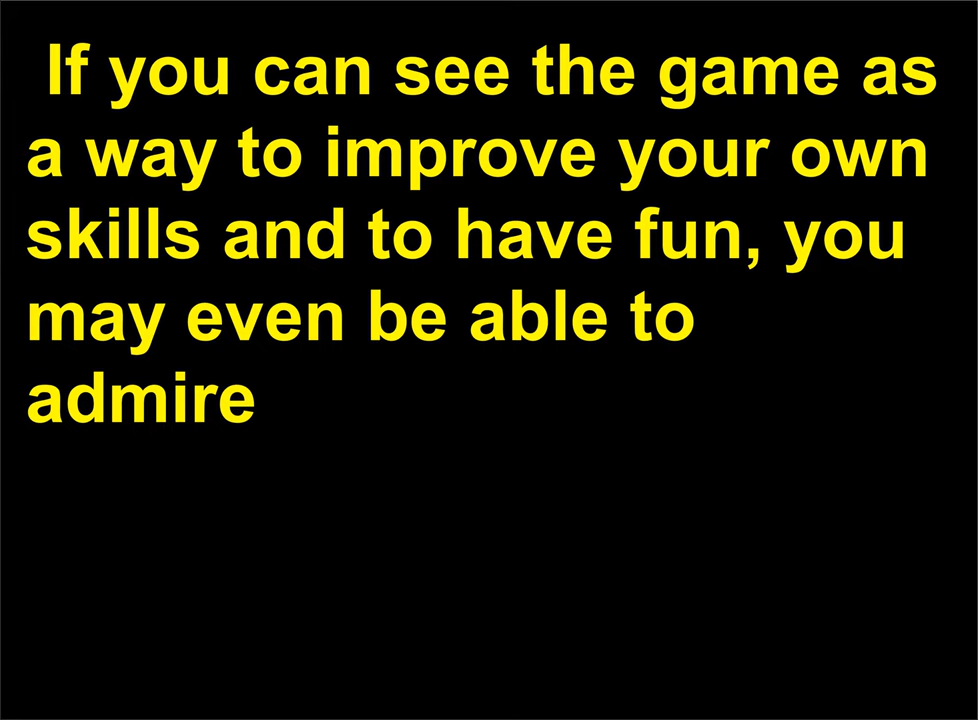 If you can see the game as
a way to improve your own
skills and to have fun, you
may even be able to
admire